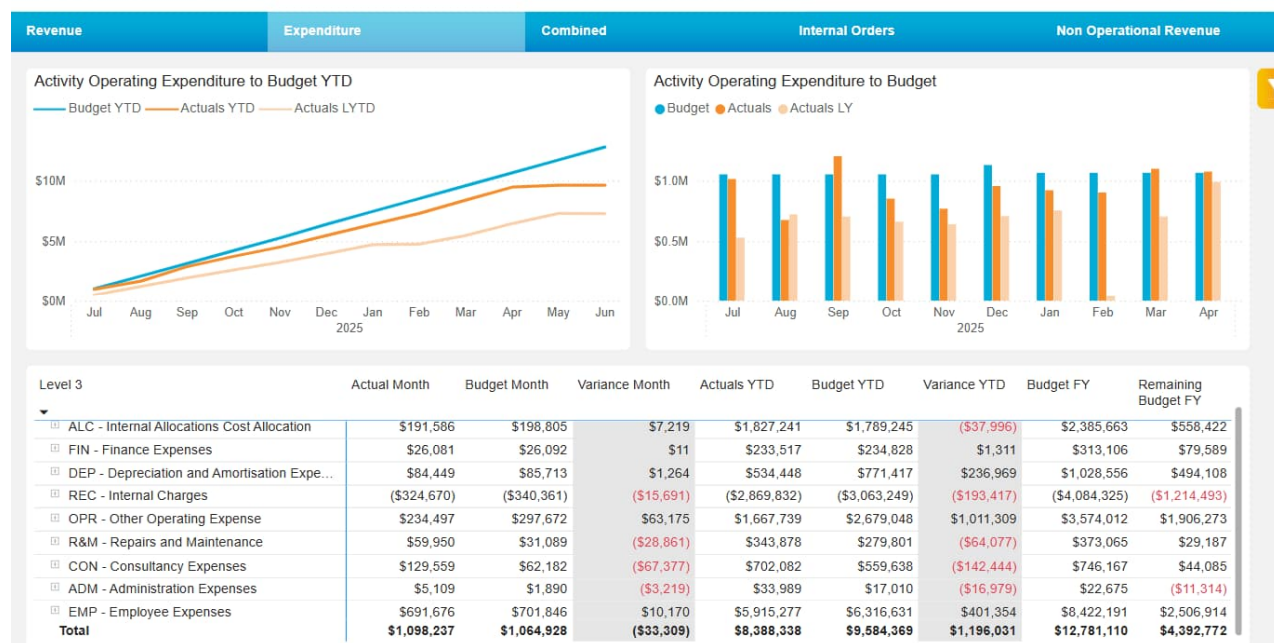 Revenue Expenditure Combined Internal Orders Non Operational Revenue
Activity Operating Expenditure to Budget YTD
Budget YTD Actuals YTD Actuals LYTD
$10M
$5M
$0M
Jul Aug Sep Oct Nov Dec Jan Feb Mar Apr May Jun
2025
Activity Operating Expenditure to Budget
Budget Actuals Actuals LY
$1.0M
$0.5M
$0.0M
Jul Aug Sep Oct Nov Dec Jan Feb Mar Apr
2025
Level 3 Actual Month Budget Month Variance Month Actuals YTD Budget YTD Variance YTD Budget FY Remaining
Budget FY
ALC - Internal Allocations Cost Allocation $191,586 $198,805 $7,219 $1,827,241 $1,789,245 ($37,996) $2,385,663 $558,422
FIN - Finance Expenses $26,081 $26,092 $11 $233,517 $234,828 $1,311 $313,106 $79,589
DEP - Depreciation and Amortisation Expe... $84,449 $85,713 $1,264 $534,448 $771,417 $236,969 $1,028,556 $494,108
REC - Internal Charges ($324,670) ($340,361) ($15,691) ($2,869,832) ($3,063,249) ($193,417) ($4,084,325) ($1,214,493)
OPR - Other Operating Expense $234,497 $297,672 $63,175 $1,667,739 $2,679,048 $1,011,309 $3,574,012 $1,906,273
R&M - Repairs and Maintenance $59,950 $31,089 ($28,861) $343,878 $279,801 ($64,077) $373,065 $29,187
CON - Consultancy Expenses $129,559 $62,182 ($67,377) $702,082 $559,638 ($142,444) $746,167 $44,085
ADM - Administration Expenses $5,109 $1,890 ($3,219) $33,989 $17,010 ($16,979) $22,675 ($11,314)
EMP - Employee Expenses $691,676 $701,846 $10,170 $5,915,277 $6,316,631 $401,354 $8,422,191 $2,506,914
Total $1,098,237 $1,064,928 ($33,309) $8,388,338 $9,584,369 $1,196,031 $12,781,110 $4,392,772